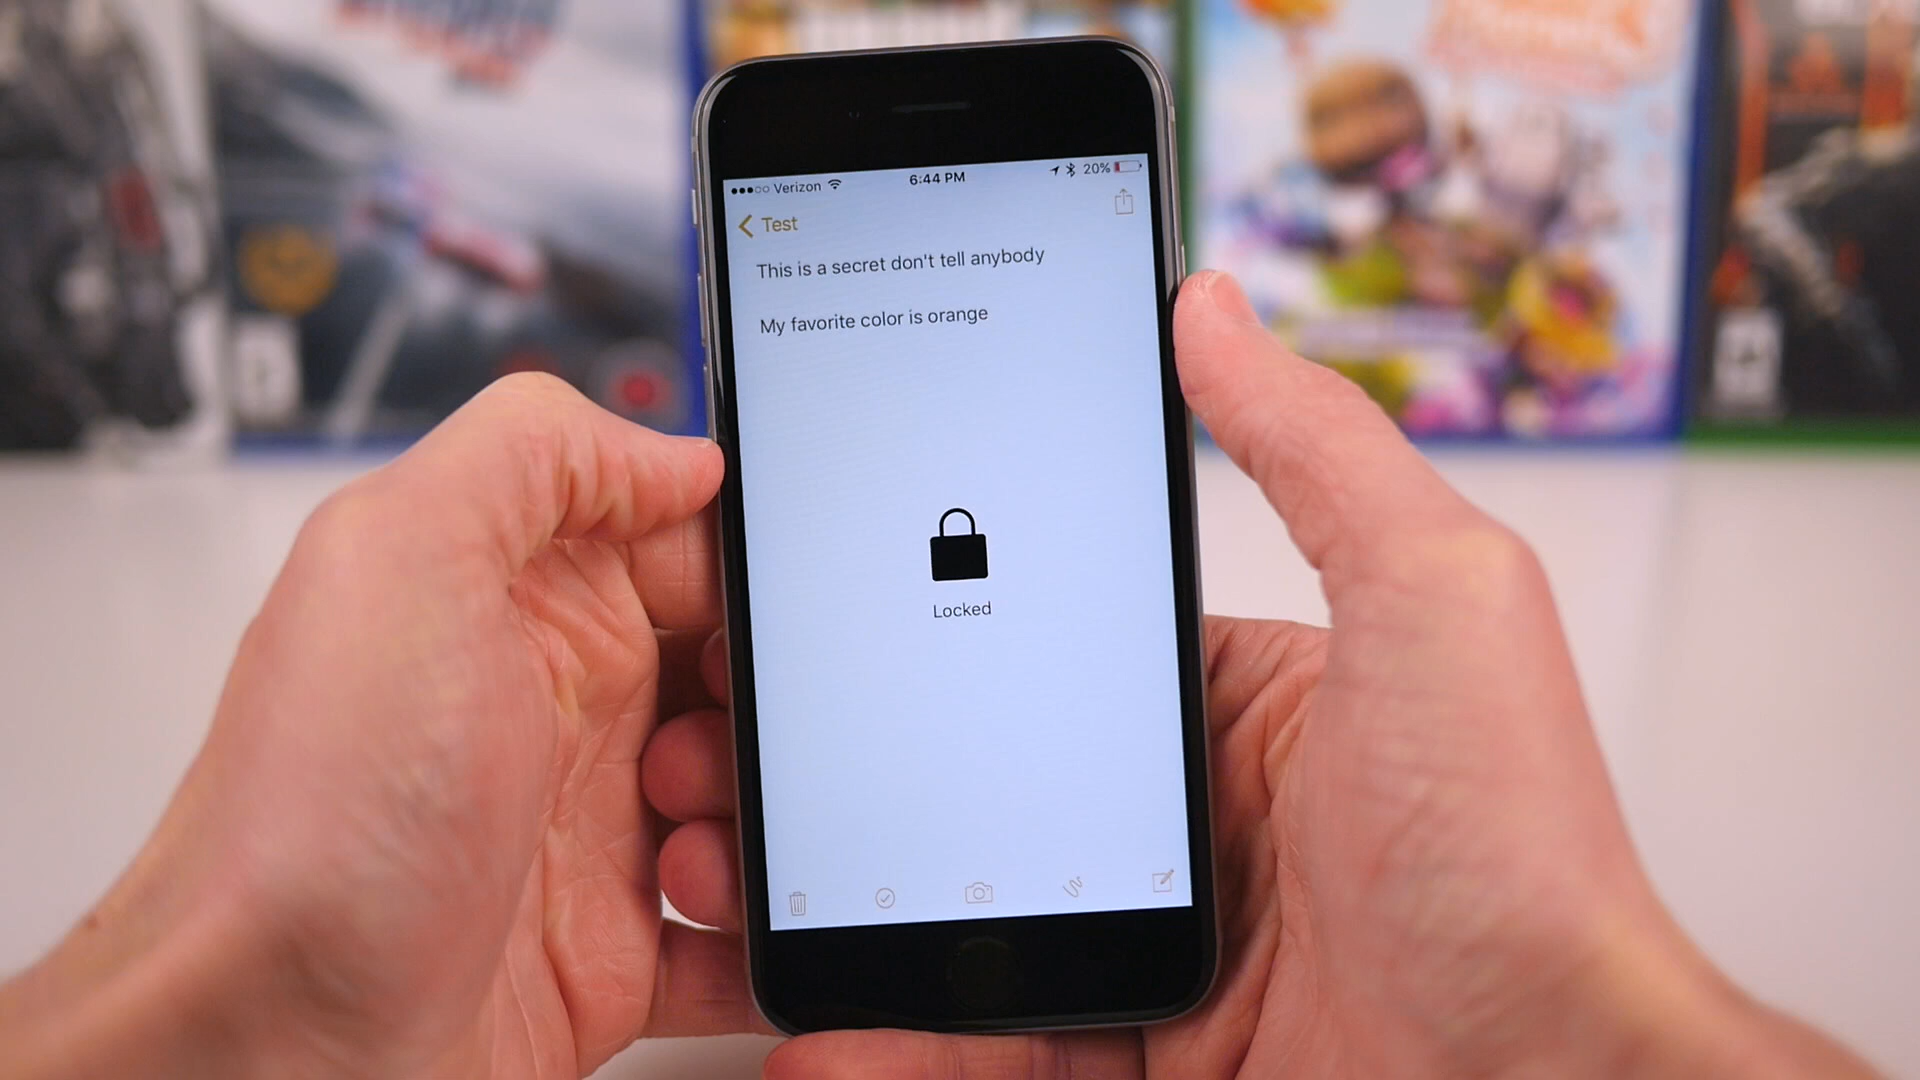 Verizon 6:44 PM 20%
Test
This is a secret don't tell anybody
My favorite color is orange
Locked